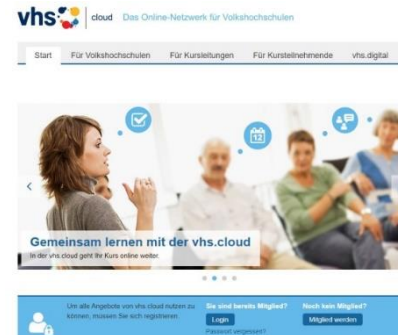 vhs cloud Das Online-Netzwerk für Volkshochschulen
Start Für Volkshochschulen Für Kursleitungen Für Kursteilnehmende vhs.digital
12
Gemeinsam lernen mit der vhs.cloud
In der vhs.cloud geht Ihr Kurs online weiter.
Um alle Angebote von vhs.cloud nutzen zu können, müssen Sie sich registrieren.
Sie sind bereits Mitglied?
Login
Passwort vergessen?
Noch kein Mitglied?
Mitglied werden